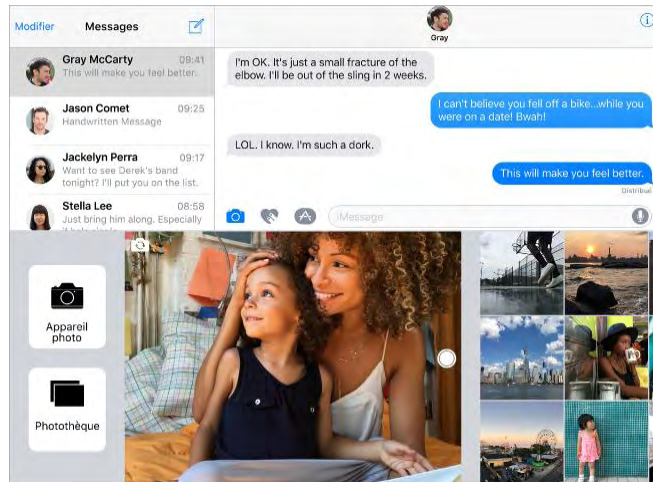 Modifier
Messages
Gray McCarty 09:41
This will make you feel better.
Jason Comet 09:25
Handwritten Message
Jackelyn Perra 09:17
Want to see Derek's band
tonight? I'll put you on the list.
Stella Lee 08:58
Just bring him along. Especially
Gray
I'm OK. It's just a small fracture of the
elbow. I'll be out of the sling in 2 weeks.
I can't believe you fell off a bike...while you
were on a date! Bwah!
LOL. I know. I'm such a dork.
This will make you feel better.
Distribué
iMessage
Appareil
photo
Photothèque